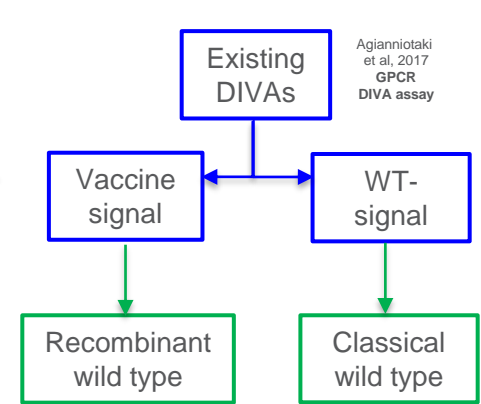 Existing
DIVAs
Agianniotaki
et al, 2017
GPCR
DIVA assay
Vaccine
signal
WT-
signal
Recombinant
wild type
Classical
wild type